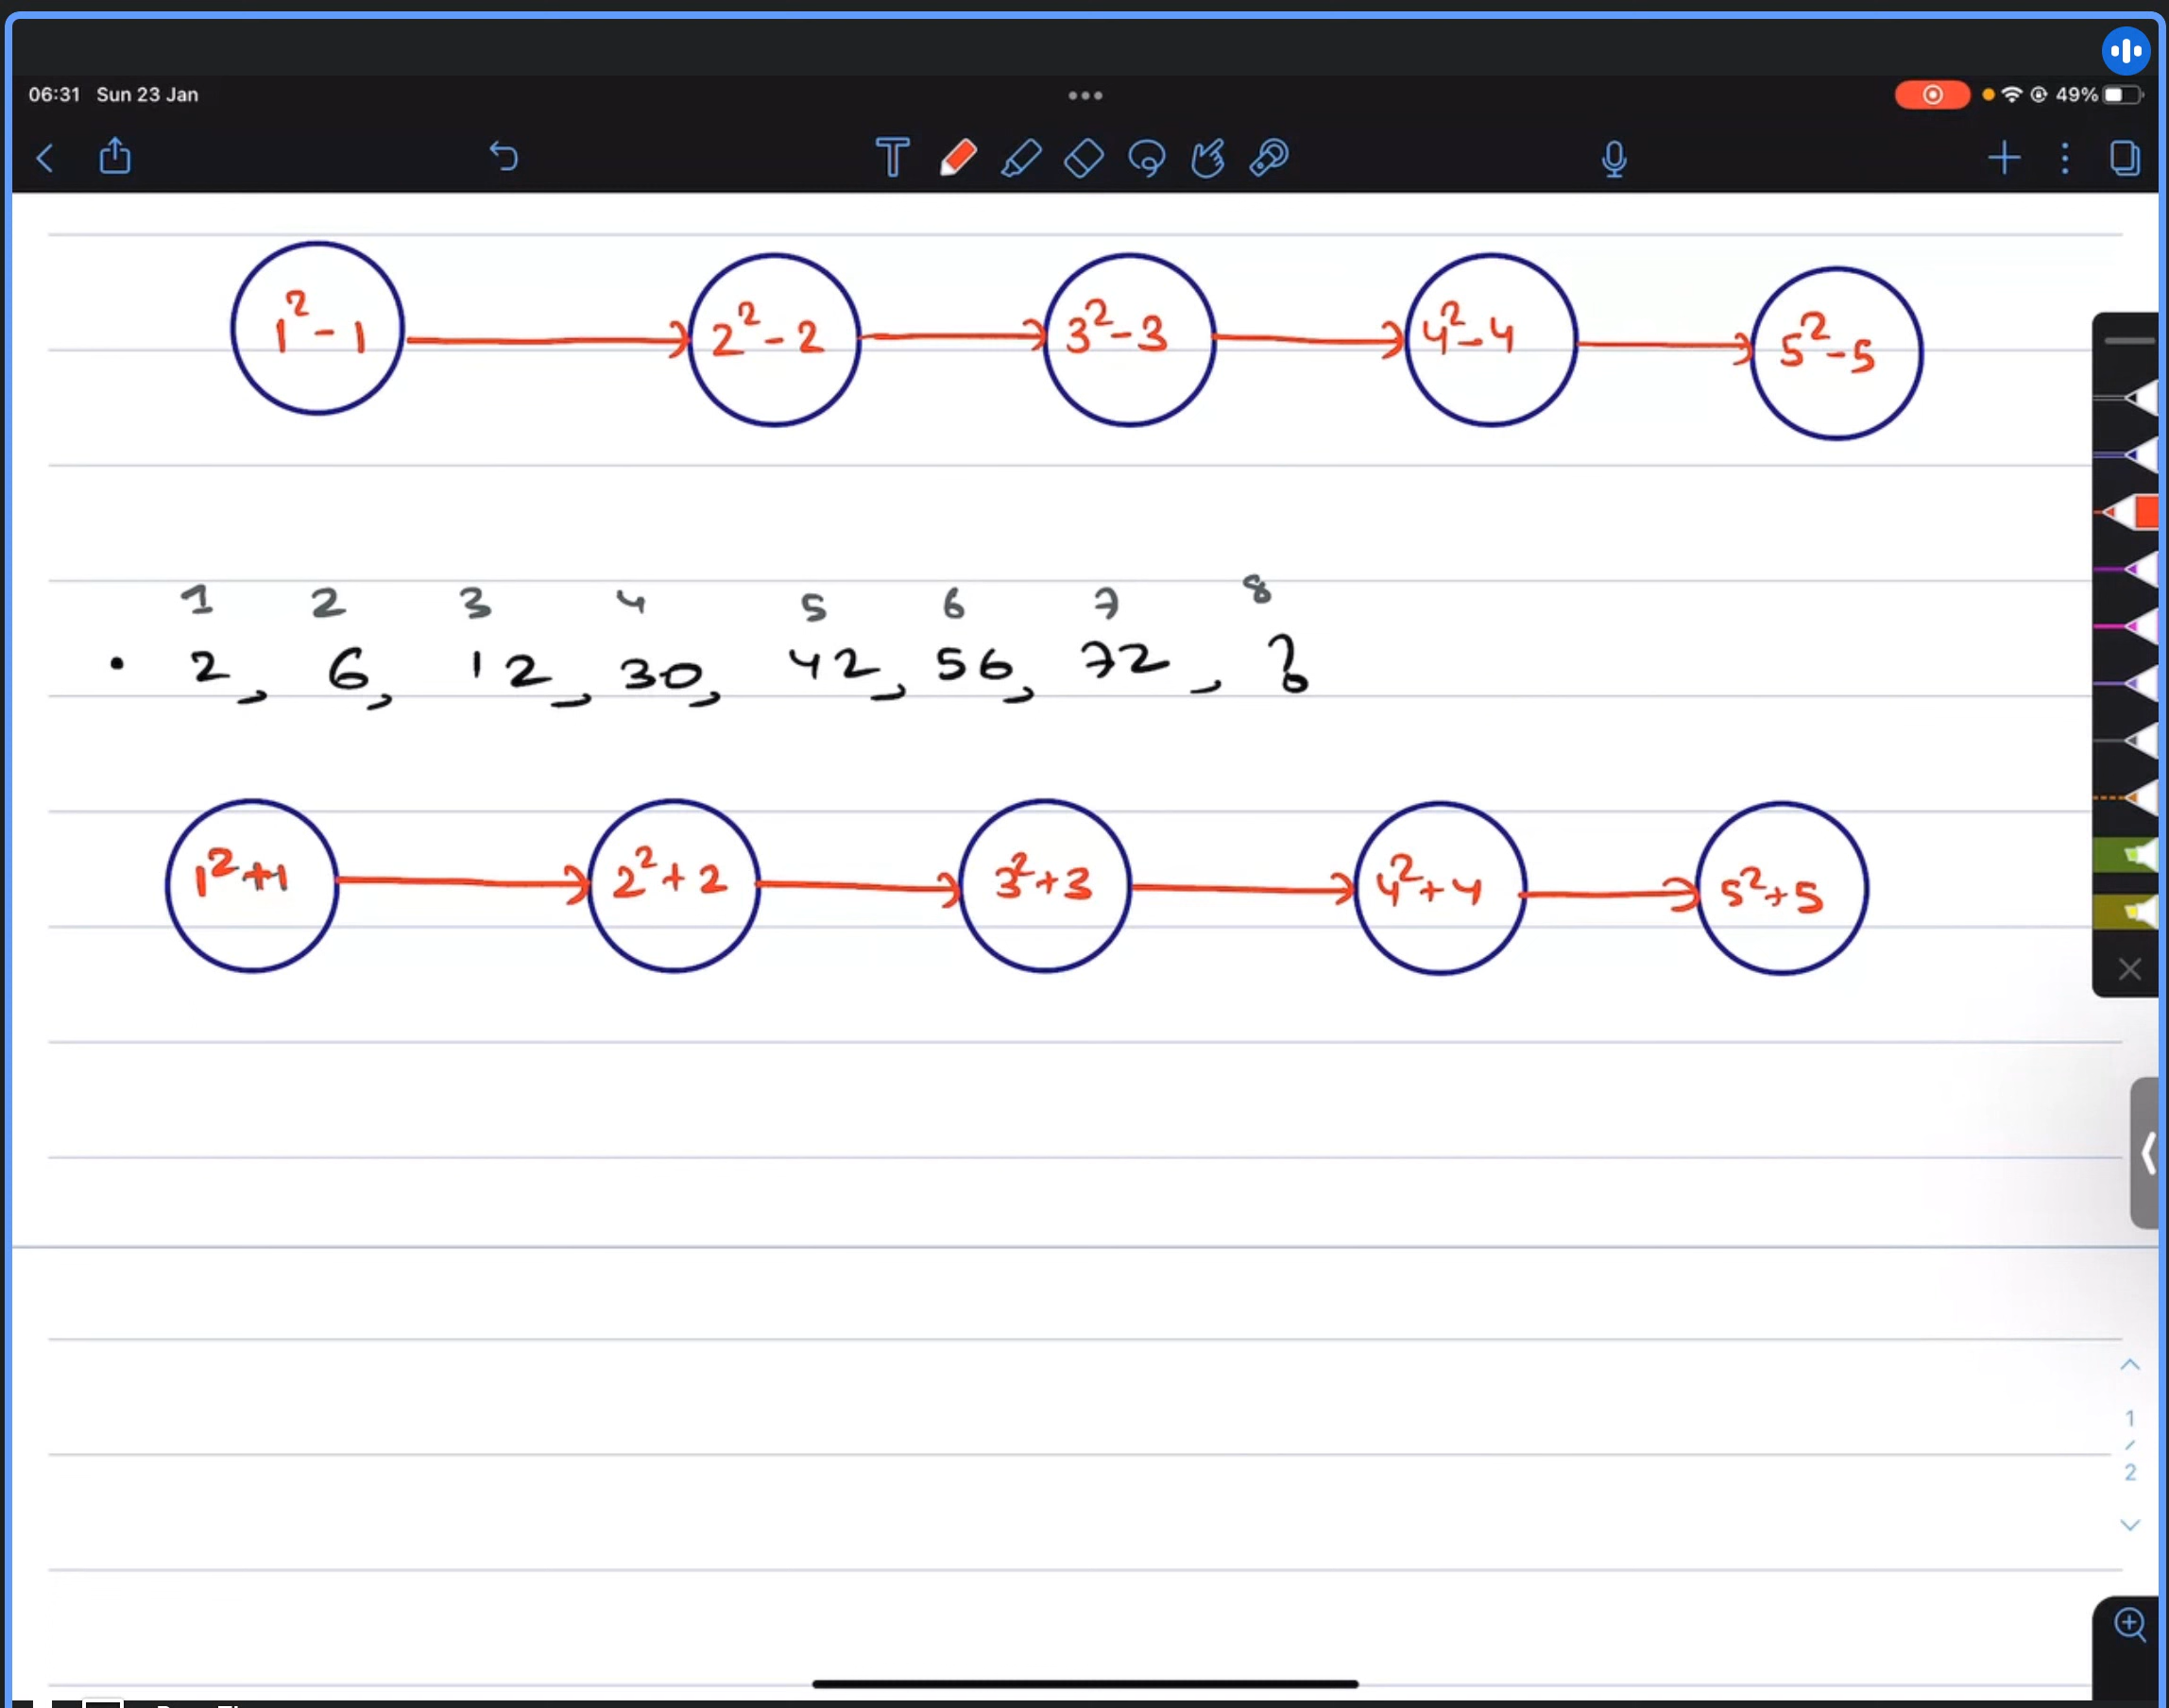 06:31 Sun 23 Jan
49%
1² - 1 → 2² - 2 → 3² - 3 → 4² - 4 → 5² - 5
1 2 3 4 5 6 7 8
• 2, 6, 12, 30, 42, 56, 72, ?
1² + 1 → 2² + 2 → 3² + 3 → 4² + 4 → 5² + 5
1
/
2